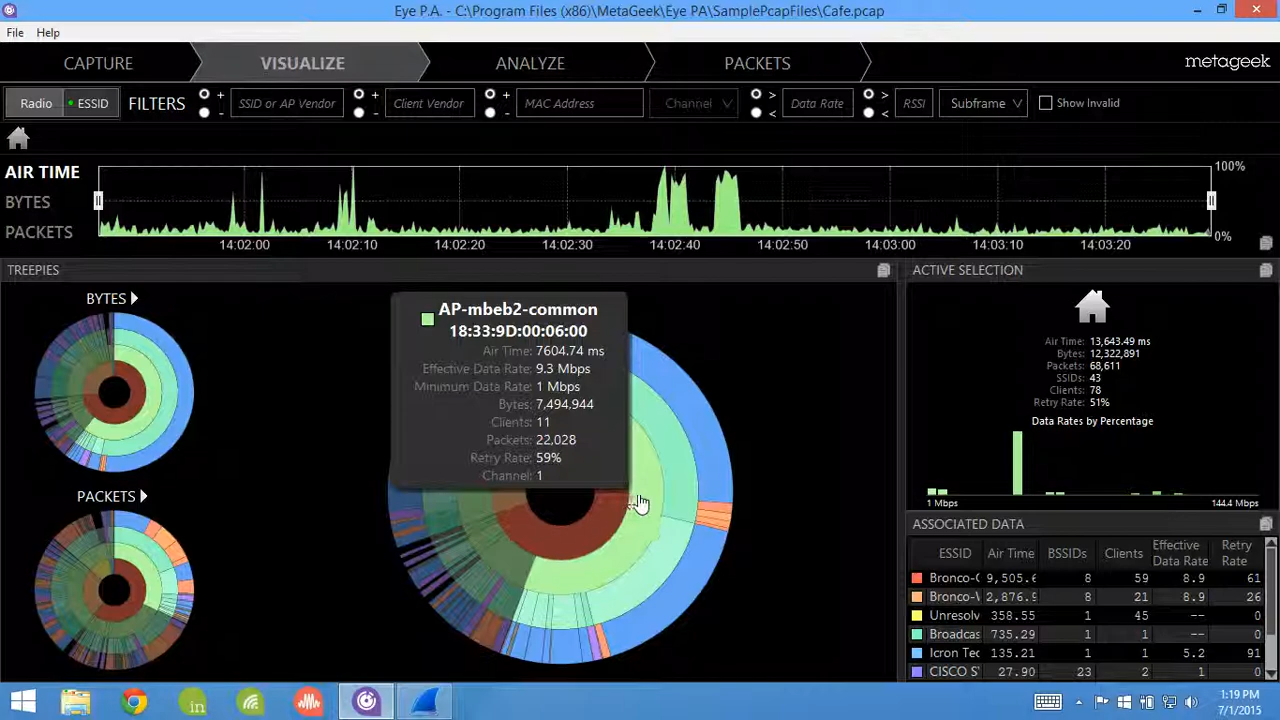 Eye P.A. - C:\Program Files (x86)\MetaGeek\Eye PA\SamplePcapFiles\Cafe.pcap
File Help
CAPTURE VISUALIZE ANALYZE PACKETS metageek
Radio ESSID FILTERS + - SSID or AP Vendor + - Client Vendor + - MAC Address Channel > < Data Rate > < RSSI Subframe Show Invalid
AIR TIME 100%
BYTES
PACKETS 0%
14:02:00 14:02:10 14:02:20 14:02:30 14:02:40 14:02:50 14:03:00 14:03:10 14:03:20
TREEPIES
BYTES
PACKETS
AP-mbeb2-common
18:33:9D:00:06:00
Air Time: 7604.74 ms
Effective Data Rate: 9.3 Mbps
Minimum Data Rate: 1 Mbps
Bytes: 7,494,944
Clients: 11
Packets: 22,028
Retry Rate: 59%
Channel: 1
ACTIVE SELECTION
Air Time: 13,643.49 ms
Bytes: 12,322,891
Packets: 68,611
SSIDs: 43
Clients: 78
Retry Rate: 51%
Data Rates by Percentage
1 Mbps 144.4 Mbps
ASSOCIATED DATA
ESSID Air Time BSSIDS Clients Effective Data Rate Retry Rate
Bronco- 9,505.6 8 59 8.9 61
Bronco- 2,876.9 8 21 8.9 26
Unresolv 358.55 1 45 -- 0
Broadcas 735.29 1 1 -- 0
Icron Tec 135.21 1 1 5.2 91
CISCO S 27.90 23 2 1 0
in
1:19 PM
7/1/2015